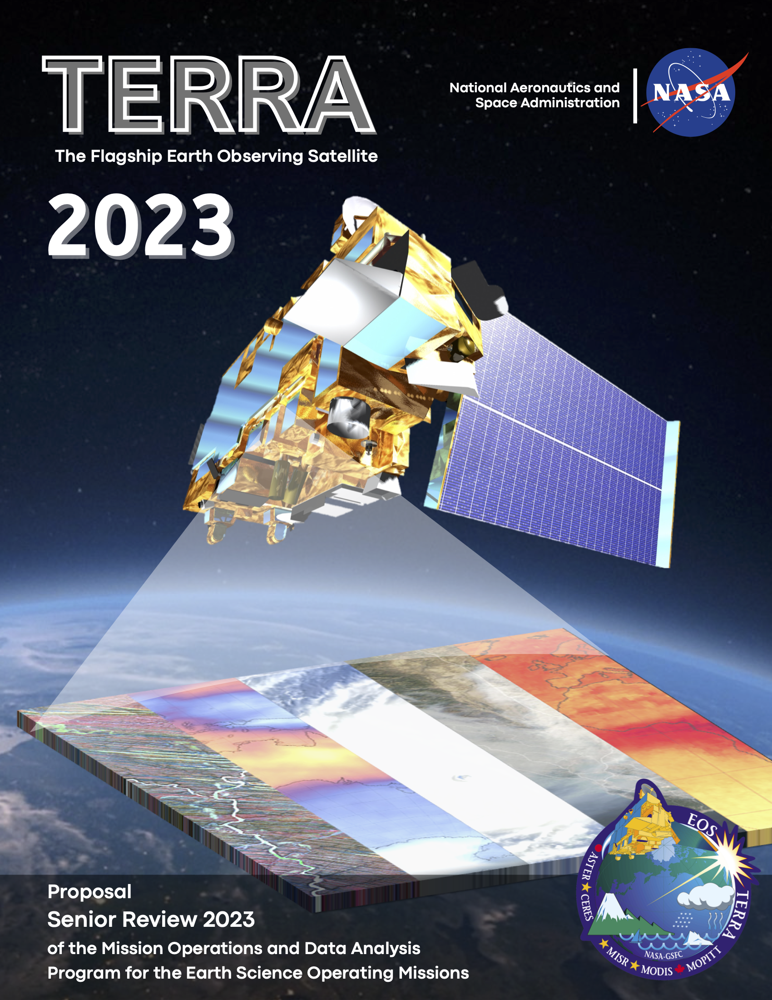 TERRA
The Flagship Earth Observing Satellite
National Aeronautics and
Space Administration
NASA
2023
Proposal
Senior Review 2023
of the Mission Operations and Data Analysis
Program for the Earth Science Operating Missions
EOS
TERRA
ASTER
CERES
MISR
MODIS
MOPITT
NASA-GSFC